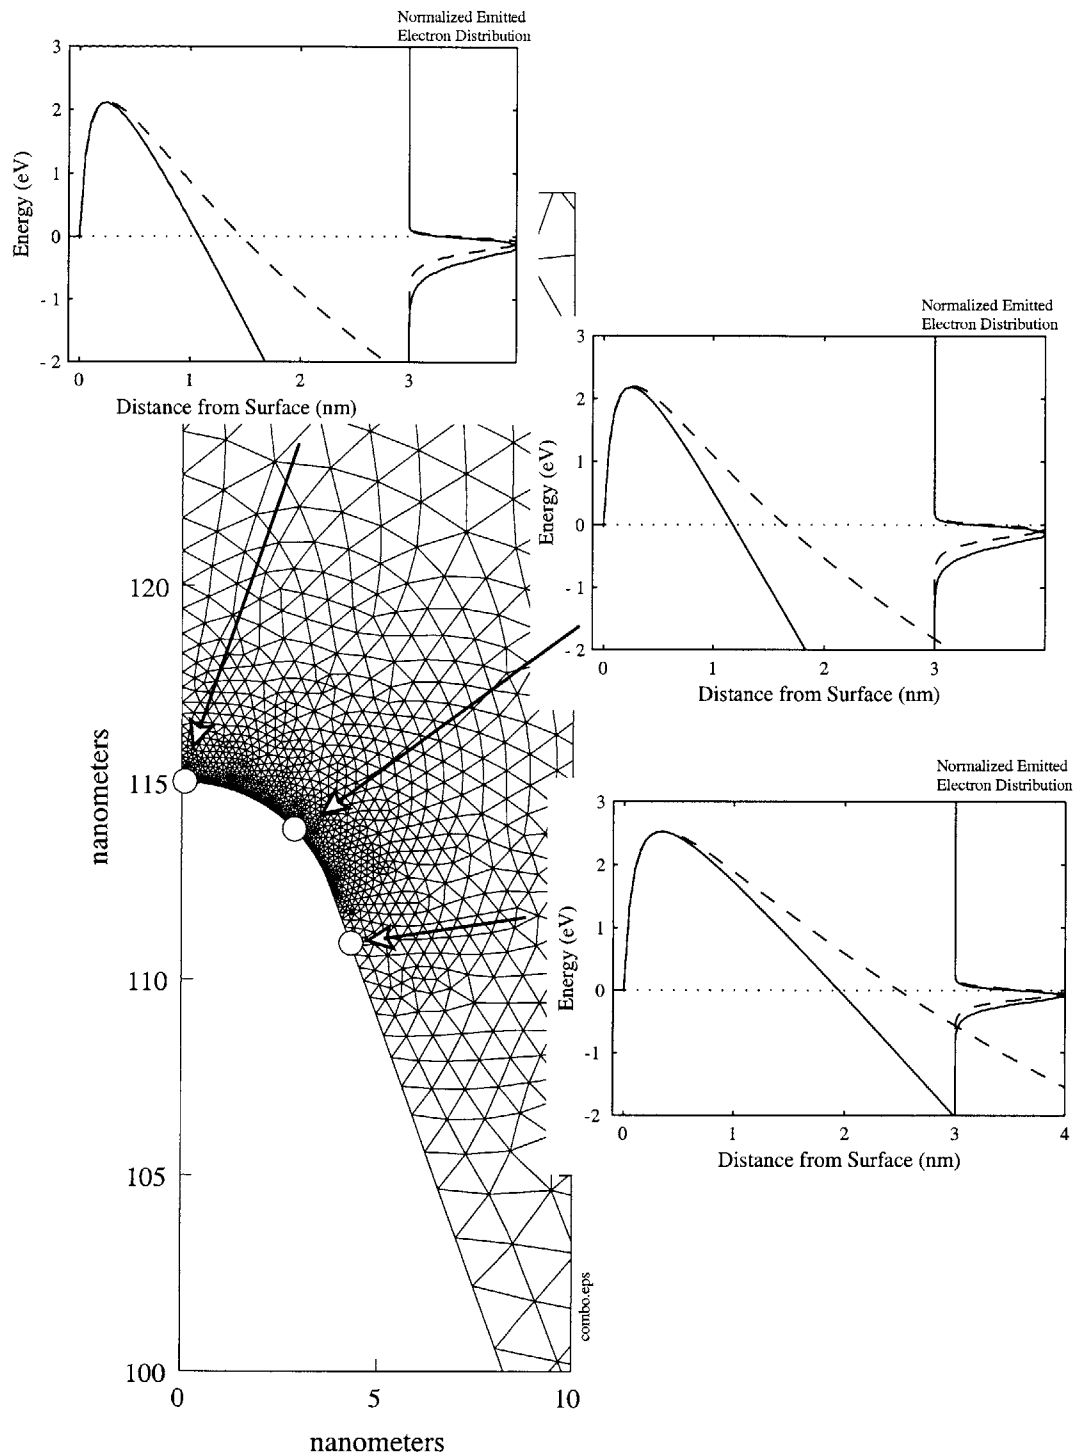 Normalized Emitted
Electron Distribution
3
2
1
0
- 1
- 2
Energy (eV)
0 1 2 3
Distance from Surface (nm)
Normalized Emitted
Electron Distribution
3
2
1
0
- 1
- 2
Energy (eV)
0 1 2 3
Distance from Surface (nm)
Normalized Emitted
Electron Distribution
3
2
1
0
-1
-2
Energy (eV)
0 1 2 3 4
Distance from Surface (nm)
120
115
110
105
100
nanometers
0 5 10
nanometers
combo.eps